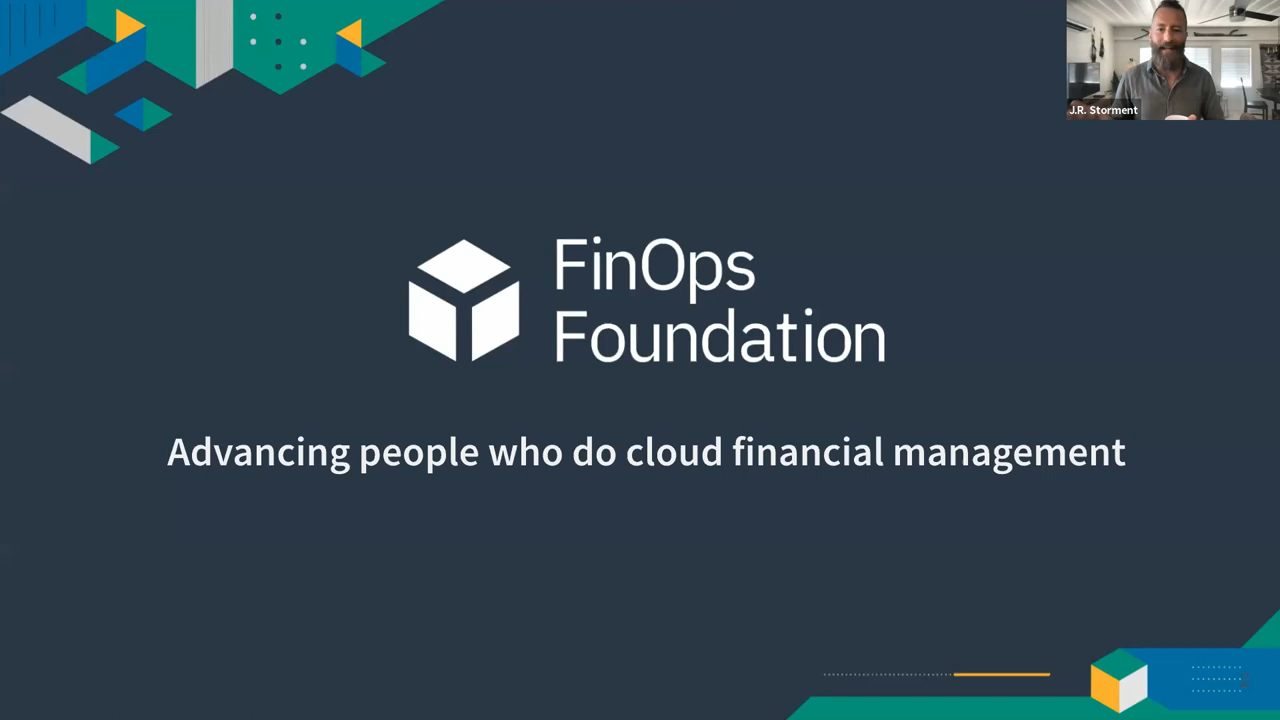 J.R. Storment
FinOps
Foundation
Advancing people who do cloud financial management